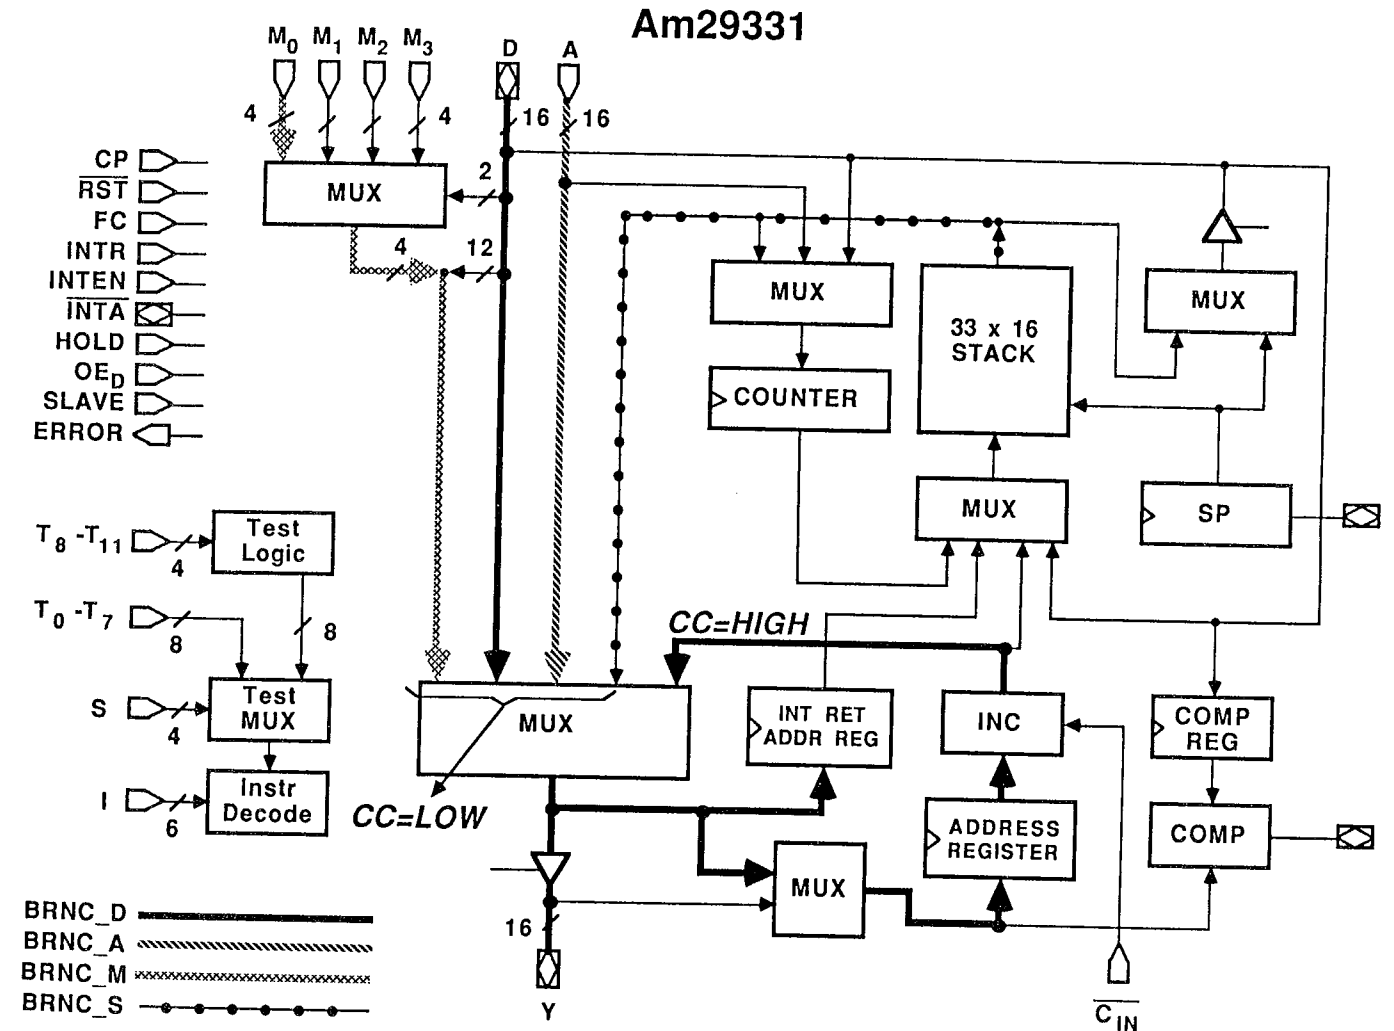 Am29331
M0 M1 M2 M3 D A
4 4 16 16
CP
RST
FC
INTR
INTEN
INTA
HOLD
OED
SLAVE
ERROR
MUX
2
4 12
MUX
COUNTER
33 x 16
STACK
MUX
MUX
SP
T8 -T11
4
Test
Logic
T0 -T7
8
8
S
4
Test
MUX
I
6
Instr
Decode
CC=HIGH
MUX
CC=LOW
INT RET
ADDR REG
INC
COMP
REG
ADDRESS
REGISTER
COMP
MUX
16
Y
CIN
BRNC_D
BRNC_A
BRNC_M
BRNC_S